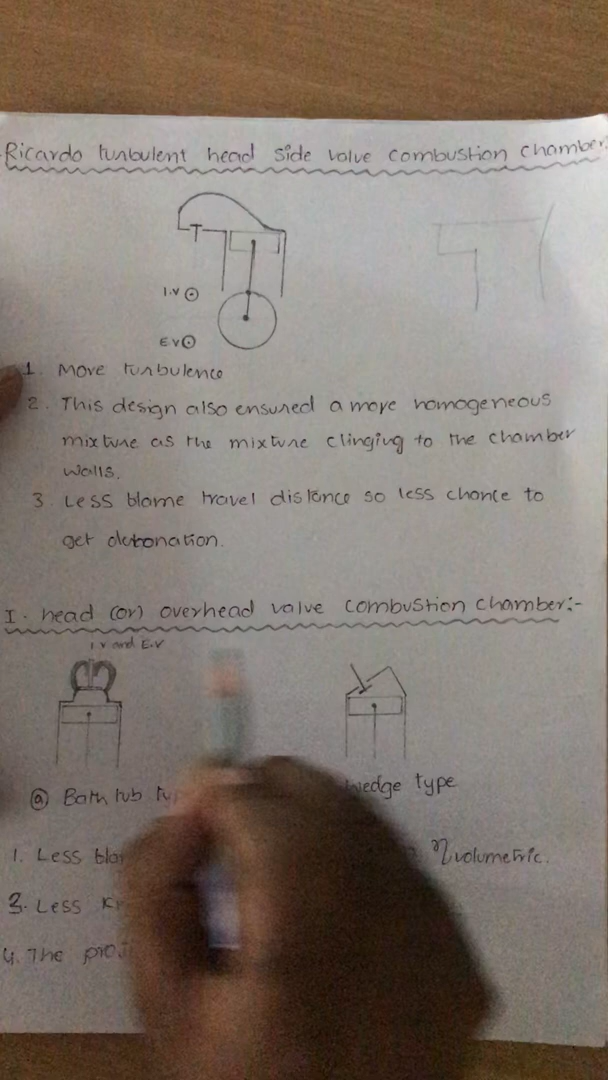 Ricardo turbulent head side valve combustion chamber:
T
I.V
EV
1. More turbulence
2. This design also ensured a more homogeneous
mixture as the mixture clinging to the chamber
walls.
3. Less blame travel distance so less chance to
get detonation.
I. head (or) overhead valve combustion chamber:-
I v and E.V
ⓐ Bath tub
wedge type
1. Less
η volumetric.
3. Less
4. The